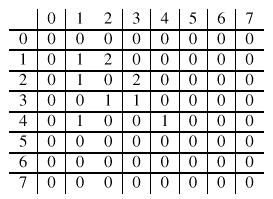 0 1 2 3 4 5 6 7
0 0 0 0 0 0 0 0 0
1 0 1 2 0 0 0 0 0
2 0 1 0 2 0 0 0 0
3 0 0 1 1 0 0 0 0
4 0 1 0 0 1 0 0 0
5 0 0 0 0 0 0 0 0
6 0 0 0 0 0 0 0 0
7 0 0 0 0 0 0 0 0